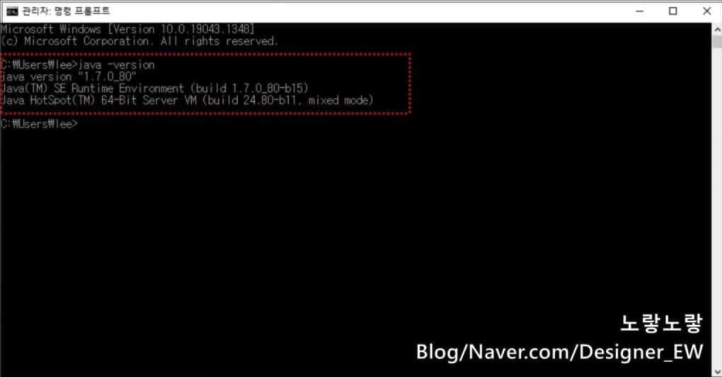 관리자: 명령 프롬프트
Microsoft Windows [Version 10.0.19043.1348]
(c) Microsoft Corporation. All rights reserved.
C:₩Users₩lee>java -version
java version "1.7.0_80"
Java(TM) SE Runtime Environment (build 1.7.0_80-b15)
Java HotSpot(TM) 64-Bit Server VM (build 24.80-b11, mixed mode)
C:₩Users₩lee>
노랗노랗
Blog/Naver.com/Designer_EW